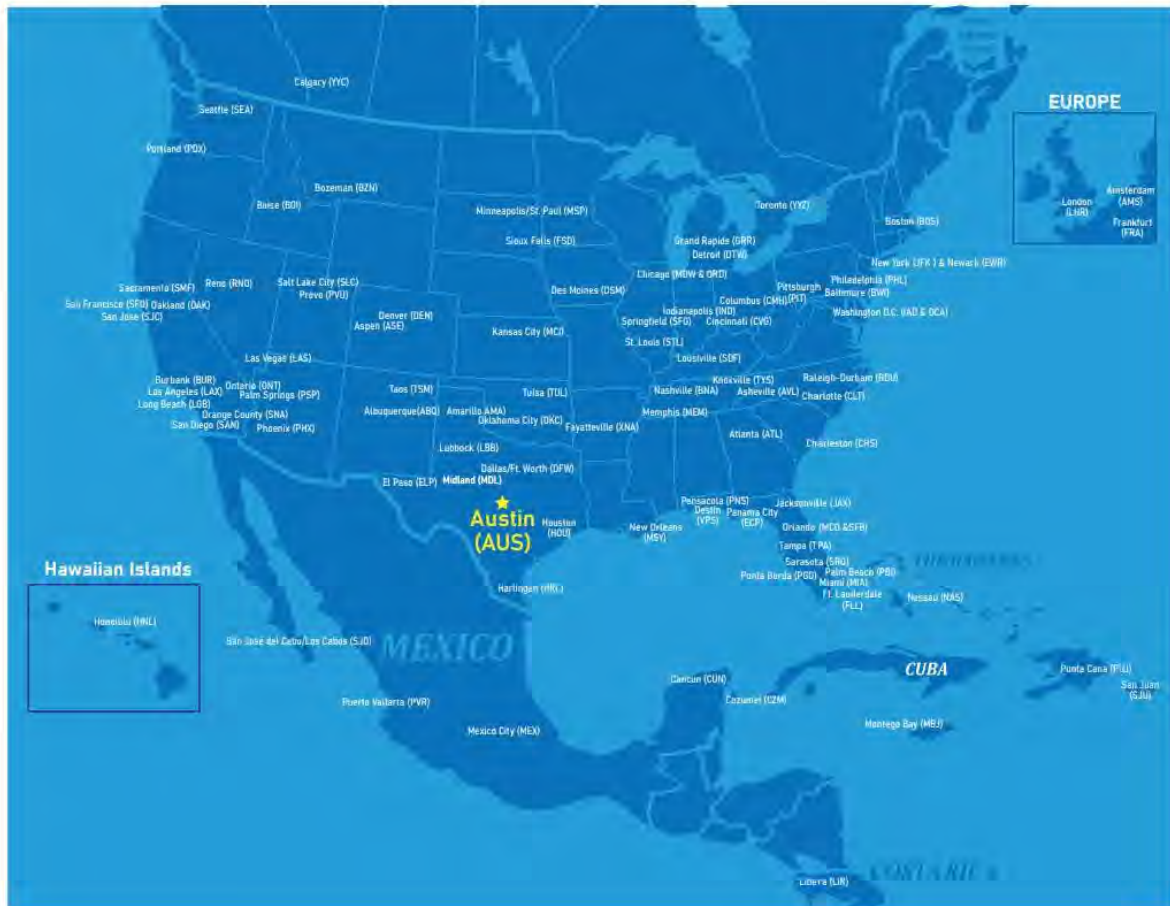 Calgary (YYC)
Seattle (SEA)
EUROPE
Portland (PDX)
Bozeman (BZN)
Boise (BOI)
Minneapolis/St. Paul (MSP)
Toronto (YYZ)
Amsterdam
(AMS)
London
(LHR)
Frankfurt
(FRA)
Boston (BOS)
Sioux Falls (FSD)
Grand Rapids (GRR)
Detroit (DTW)
New York (JFK ) & Newark (EWR)
Chicago (MDW & ORD)
Sacramento (SMF)
Reno (RNO)
Salt Lake City (SLC)
Provo (PVU)
Des Moines (DSM)
Pittsburgh
(PIT)
Philadelphia (PHL)
Baltimore (BWI)
San Francisco (SFO)
Oakland (OAK)
San Jose (SJC)
Columbus (CMH)
Indianapolis (IND)
Washington D.C. (IAD & DCA)
Denver (DEN)
Aspen (ASE)
Springfield (SFG)
Cincinnati (CVG)
Kansas City (MCI)
St. Louis (STL)
Las Vegas (LAS)
Lousiville (SDF)
Burbank (BUR)
Ontario (ONT)
Los Angeles (LAX)
Palm Springs (PSP)
Long Beach (LGB)
Orange County (SNA)
San Diego (SAN)
Phoenix (PHX)
Taos (TSM)
Tulsa (TUL)
Nashville (BNA)
Knoxville (TYS)
Asheville (AVL)
Raleigh-Durham (RDU)
Charlotte (CLT)
Albuquerque(ABQ)
Amarillo AMA)
Oklahoma City (OKC)
Fayatteville (XNA)
Memphis (MEM)
Atlanta (ATL)
Charleston (CHS)
Lubbock (LBB)
Dallas/Ft. Worth (DFW)
El Paso (ELP)
Midland (MDL)
Austin
(AUS)
Houston
(HOU)
New Orleans
(MSY)
Pensacola (PNS)
Destin
(VPS)
Panama City
(ECP)
Jacksonville (JAX)
Orlando (MCO &SFB)
Tampa (TPA)
Sarasota (SRQ)
Palm Beach (PBI)
Punta Gorda (PGD)
Miami (MIA)
Ft. Lauderdale
(FLL)
Nassau (NAS)
Harlingen (HRL)
Hawaiian Islands
Honolulu (HNL)
San José del Cabo/Los Cabos (SJD)
MEXICO
CUBA
Punta Cana (PUJ)
San Juan
(SJU)
Cancun (CUN)
Cozumel (CZM)
Puerto Vallarta (PVR)
Montego Bay (MBJ)
Mexico City (MEX)
COSTA RICA
Libera (LIR)